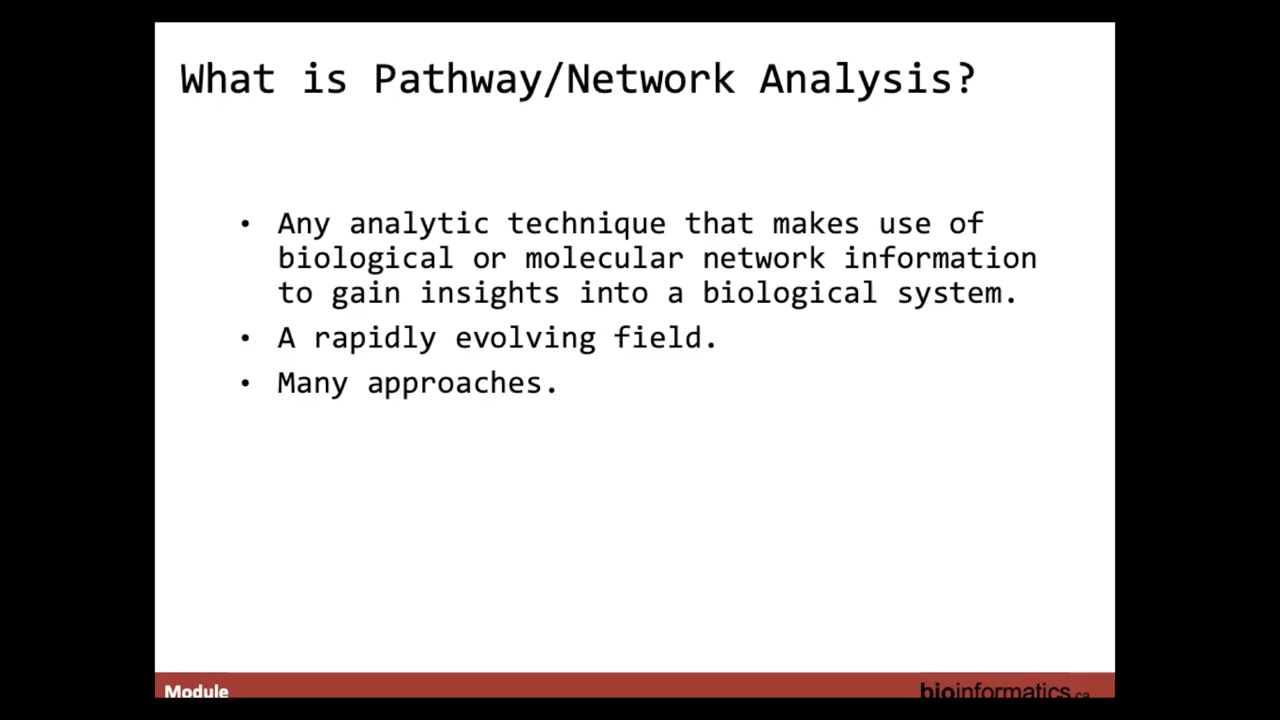 What is Pathway/Network Analysis?
• Any analytic technique that makes use of
biological or molecular network information
to gain insights into a biological system.
• A rapidly evolving field.
• Many approaches.
Module
bioinformatics.ca